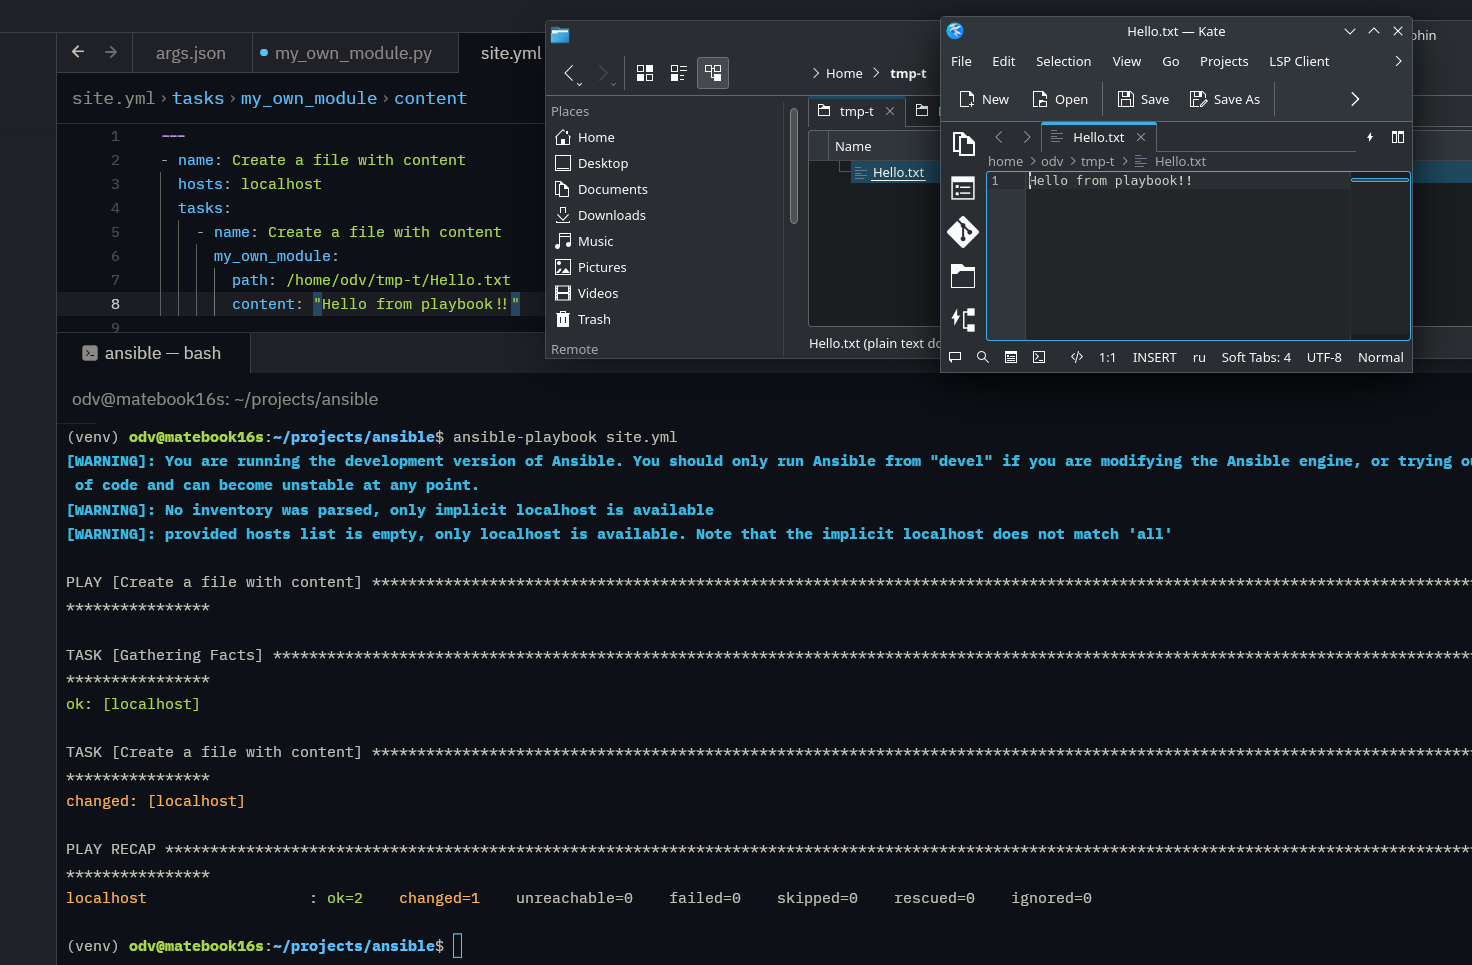 args.json
my_own_module.py
site.yml
site.yml › tasks › my_own_module › content
1 ---
2 - name: Create a file with content
3 hosts: localhost
4 tasks:
5 - name: Create a file with content
6 my_own_module:
7 path: /home/odv/tmp-t/Hello.txt
8 content: "Hello from playbook!!"
9
Home > tmp-t
Places
Home
Desktop
Documents
Downloads
Music
Pictures
Videos
Trash
Remote
tmp-t
Name
Hello.txt
Hello.txt (plain text
Hello.txt — Kate
File Edit Selection View Go Projects LSP Client
New Open Save Save As
Hello.txt
home > odv > tmp-t > Hello.txt
1 Hello from playbook!!
1:1 INSERT ru Soft Tabs: 4 UTF-8 Normal
ansible — bash
odv@matebook16s: ~/projects/ansible
(venv) odv@matebook16s:~/projects/ansible$ ansible-playbook site.yml
[WARNING]: You are running the development version of Ansible. You should only run Ansible from "devel" if you are modifying the Ansible engine, or trying
of code and can become unstable at any point.
[WARNING]: No inventory was parsed, only implicit localhost is available
[WARNING]: provided hosts list is empty, only localhost is available. Note that the implicit localhost does not match 'all'
PLAY [Create a file with content] **************************************************************************************************************************
****************
TASK [Gathering Facts] *************************************************************************************************************************************
****************
ok: [localhost]
TASK [Create a file with content] **************************************************************************************************************************
****************
changed: [localhost]
PLAY RECAP *************************************************************************************************************************************************
****************
localhost : ok=2 changed=1 unreachable=0 failed=0 skipped=0 rescued=0 ignored=0
(venv) odv@matebook16s:~/projects/ansible$